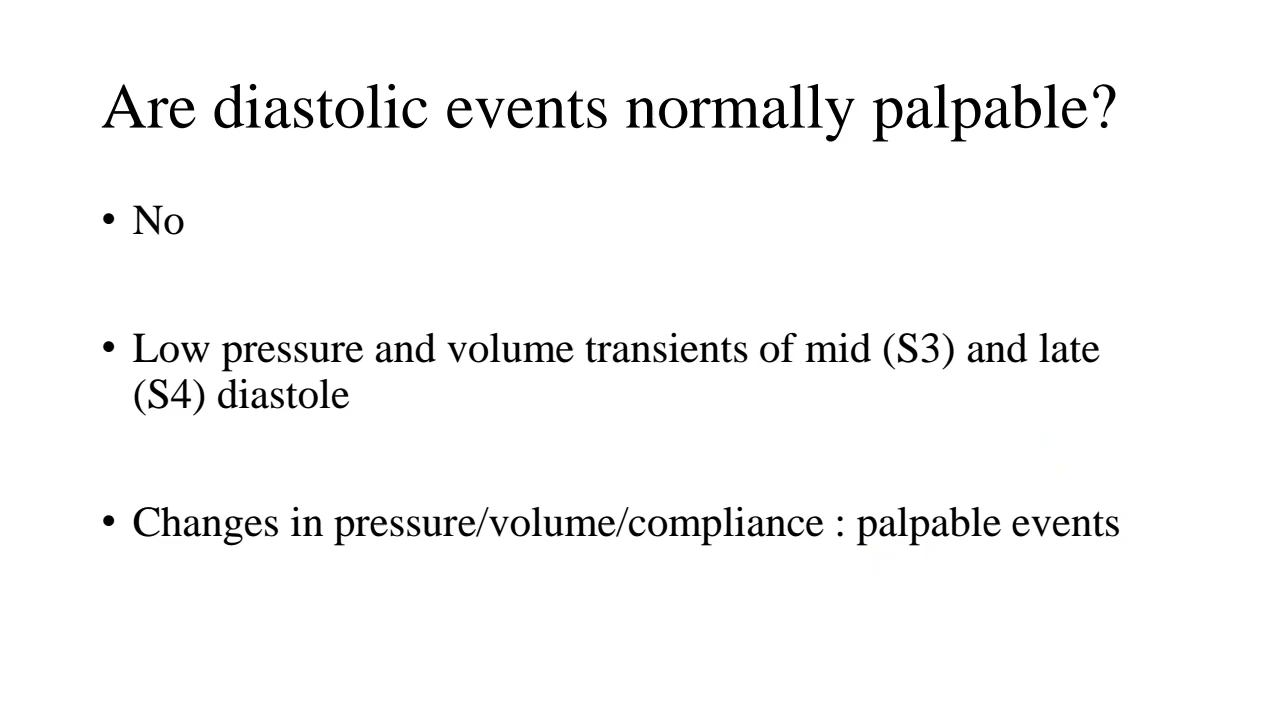 Are diastolic events normally palpable?
• No
• Low pressure and volume transients of mid (S3) and late
(S4) diastole
• Changes in pressure/volume/compliance : palpable events